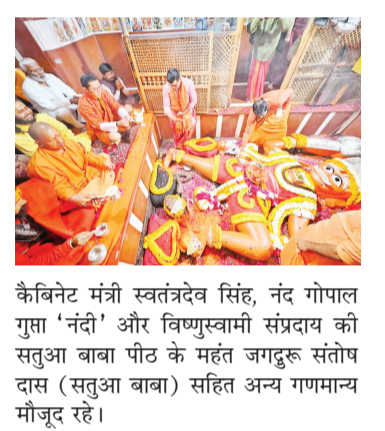 कैबिनेट मंत्री स्वतंत्रदेव सिंह, नंद गोपाल
गुप्ता ‘नंदी’ और विष्णुस्वामी संप्रदाय की
सतुआ बाबा पीठ के महंत जगद्गुरू संतोष
दास (सतुआ बाबा) सहित अन्य गणमान्य
मौजूद रहे।